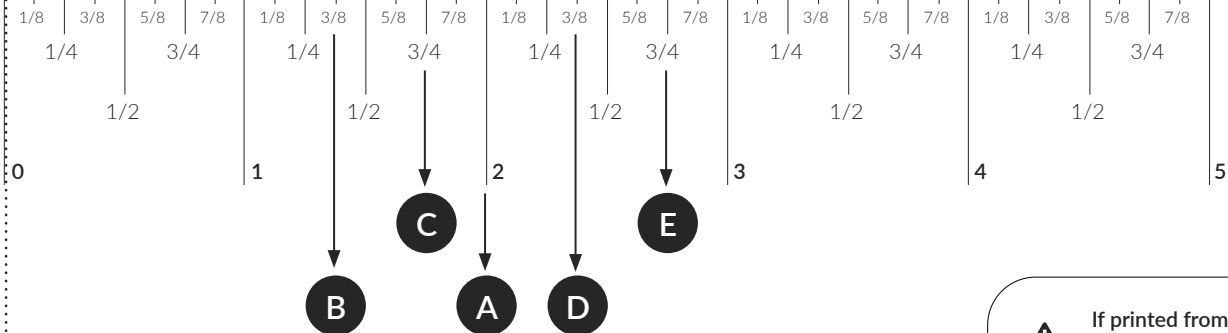 1/8 3/8 5/8 7/8 1/8 3/8 5/8 7/8 1/8 3/8 5/8 7/8 1/8 3/8 5/8 7/8 1/8 3/8 5/8 7/8
1/4 3/4 1/4 3/4 1/4 3/4 1/4 3/4 1/4 3/4
1/2 1/2 1/2 1/2 1/2
0 1 2 3 4 5
C E
B A D
If printed from